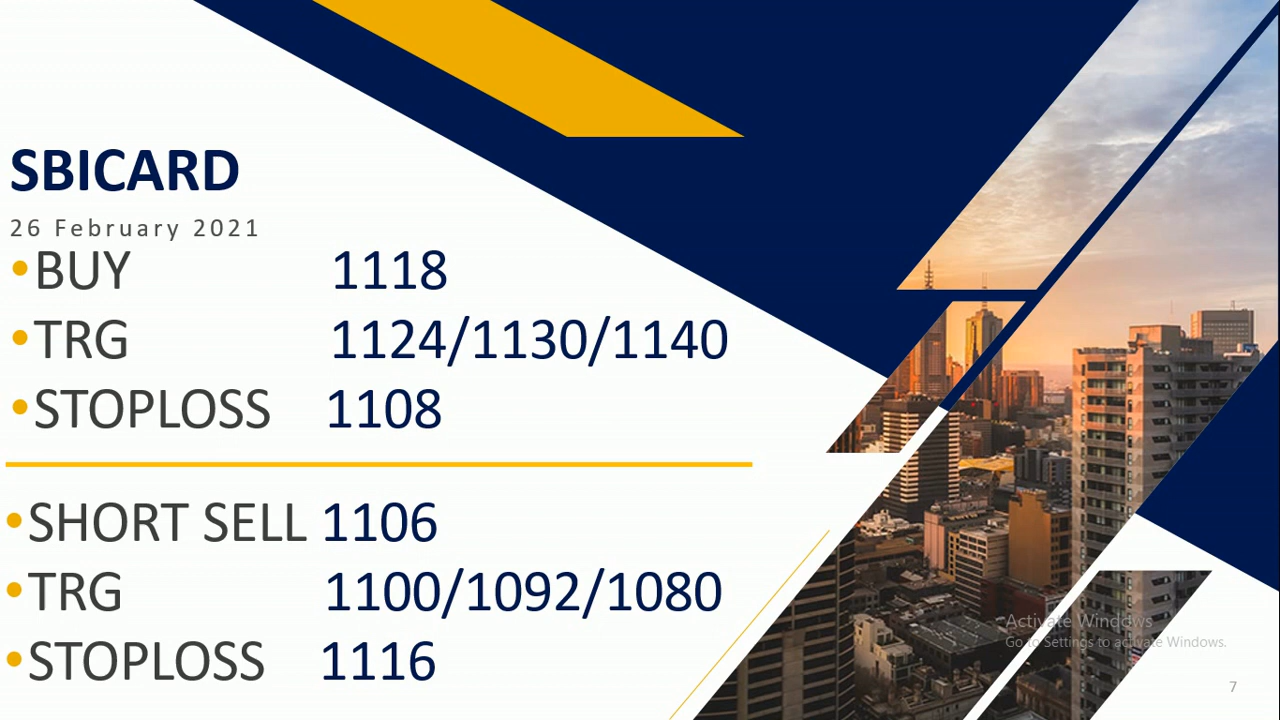 SBICARD
26 February 2021
•BUY 1118
•TRG 1124/1130/1140
•STOPLOSS 1108
•SHORT SELL 1106
•TRG 1100/1092/1080
•STOPLOSS 1116
Activate Windows
Go to Settings to activate Windows.
7